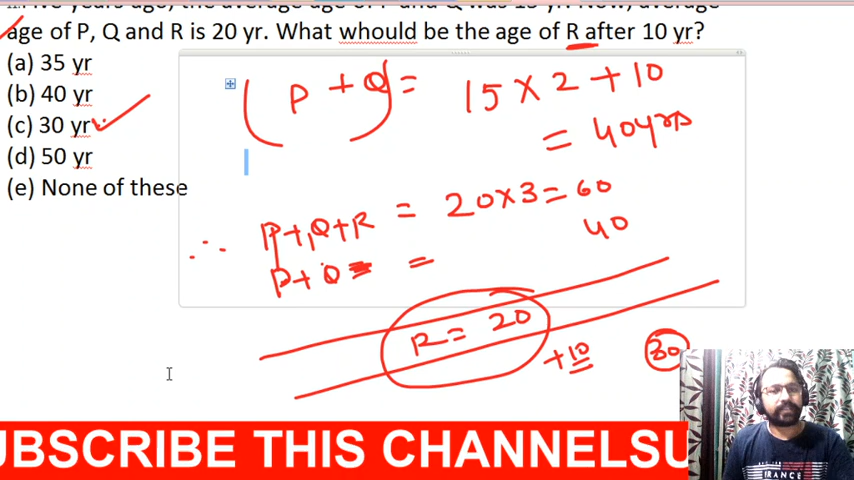 age of P, Q and R is 20 yr. What whould be the age of R after 10 yr?
(a) 35 yr
(b) 40 yr
(c) 30 yr
(d) 50 yr
(e) None of these
(P + Q) = 15 × 2 + 10
= 40yrs
∴ P+Q+R = 20×3=60
P+Q = 40
R = 20
+10
30
UBSCRIBE THIS CHANNELSU
FRANCE